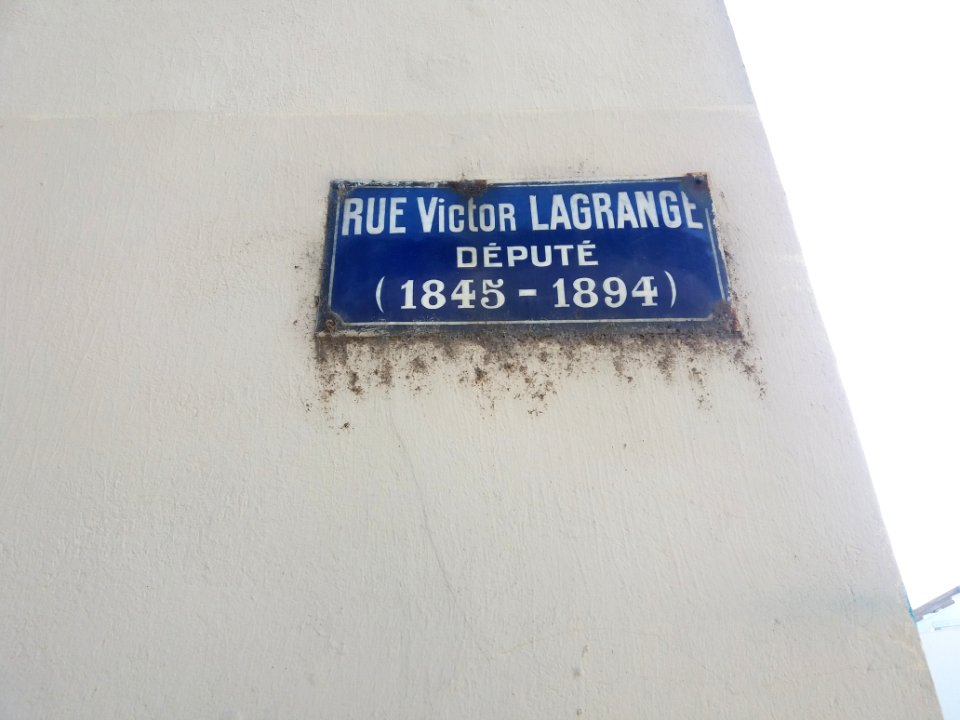 RUE Victor LAGRANGE
DÉPUTÉ
(1845-1894)